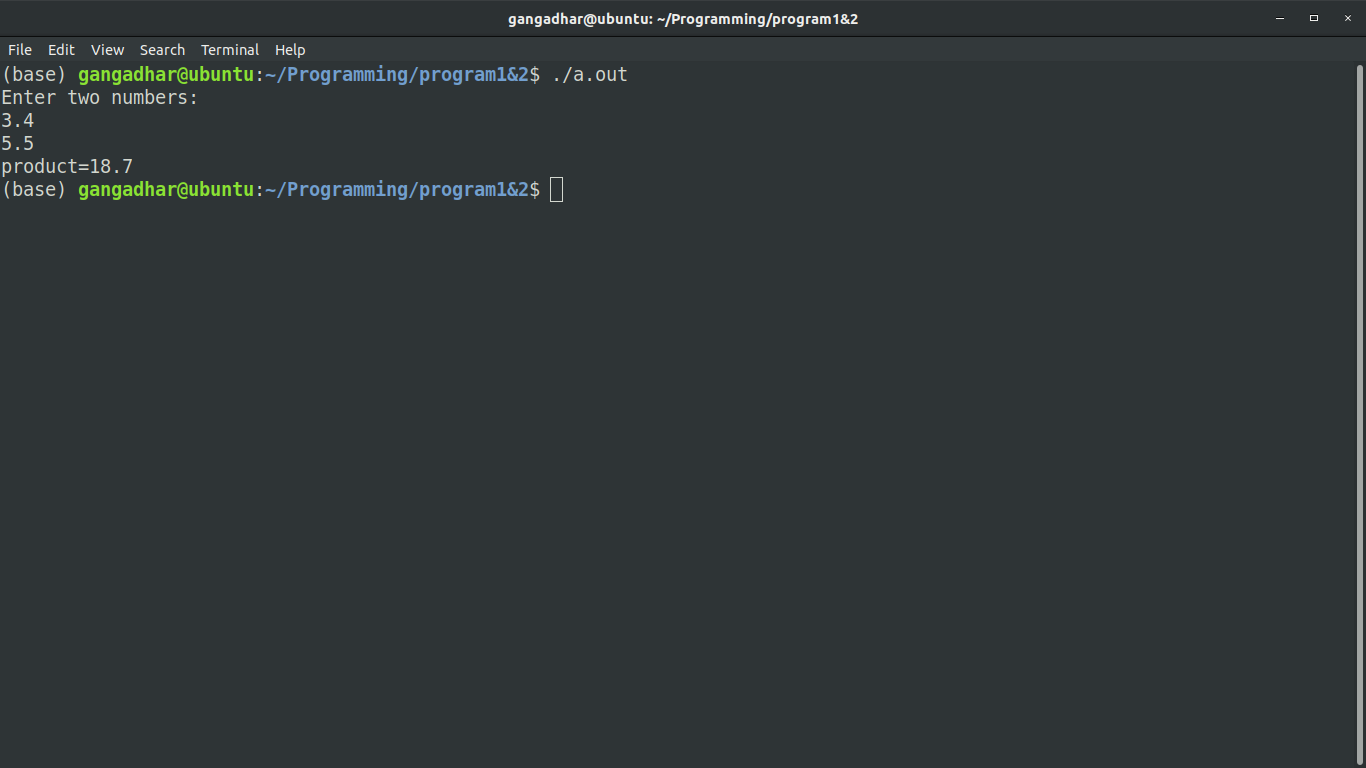 gangadhar@ubuntu: ~/Programming/program1&2
File Edit View Search Terminal Help
(base) gangadhar@ubuntu:~/Programming/program1&2$ ./a.out
Enter two numbers:
3.4
5.5
product=18.7
(base) gangadhar@ubuntu:~/Programming/program1&2$